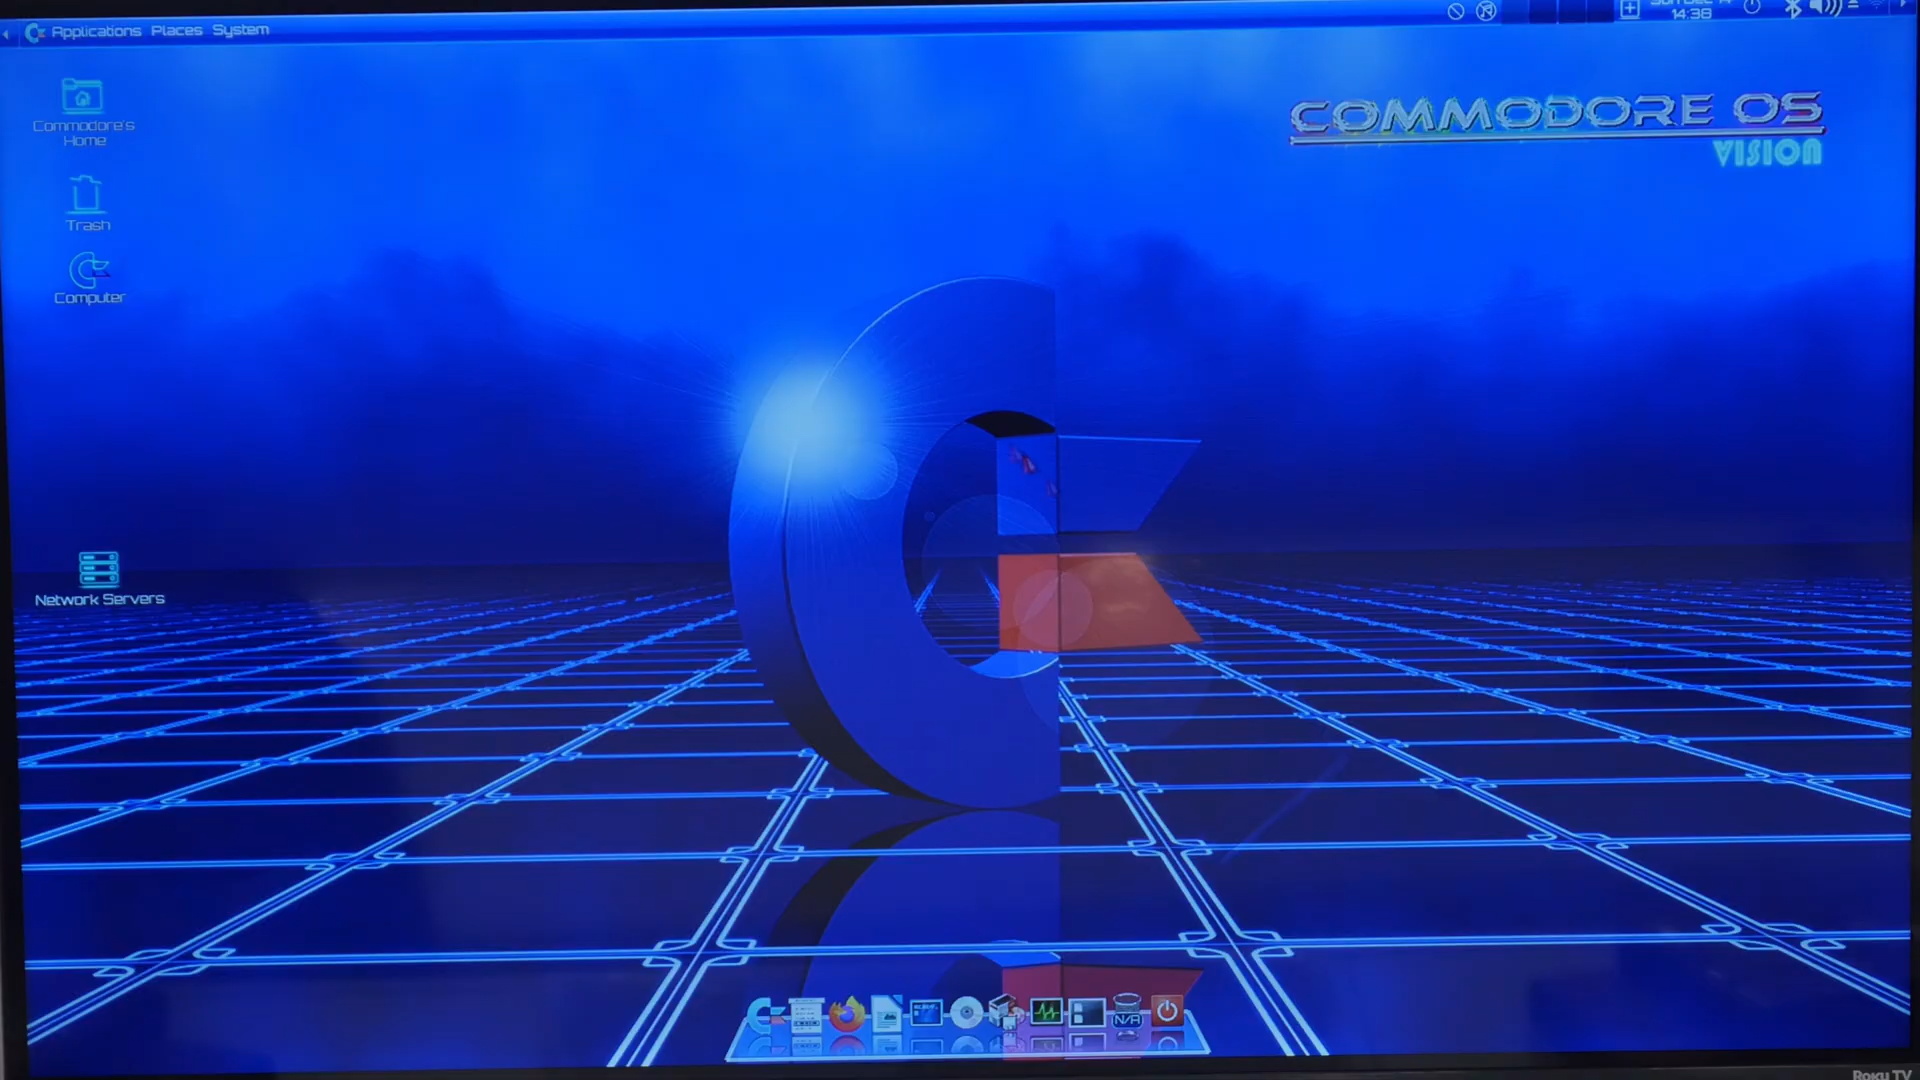 Applications Places System
14:38
Commodore's
Home
COMMODORE OS
VISION
Trash
Computer
Network Servers
N/A
Roku TV